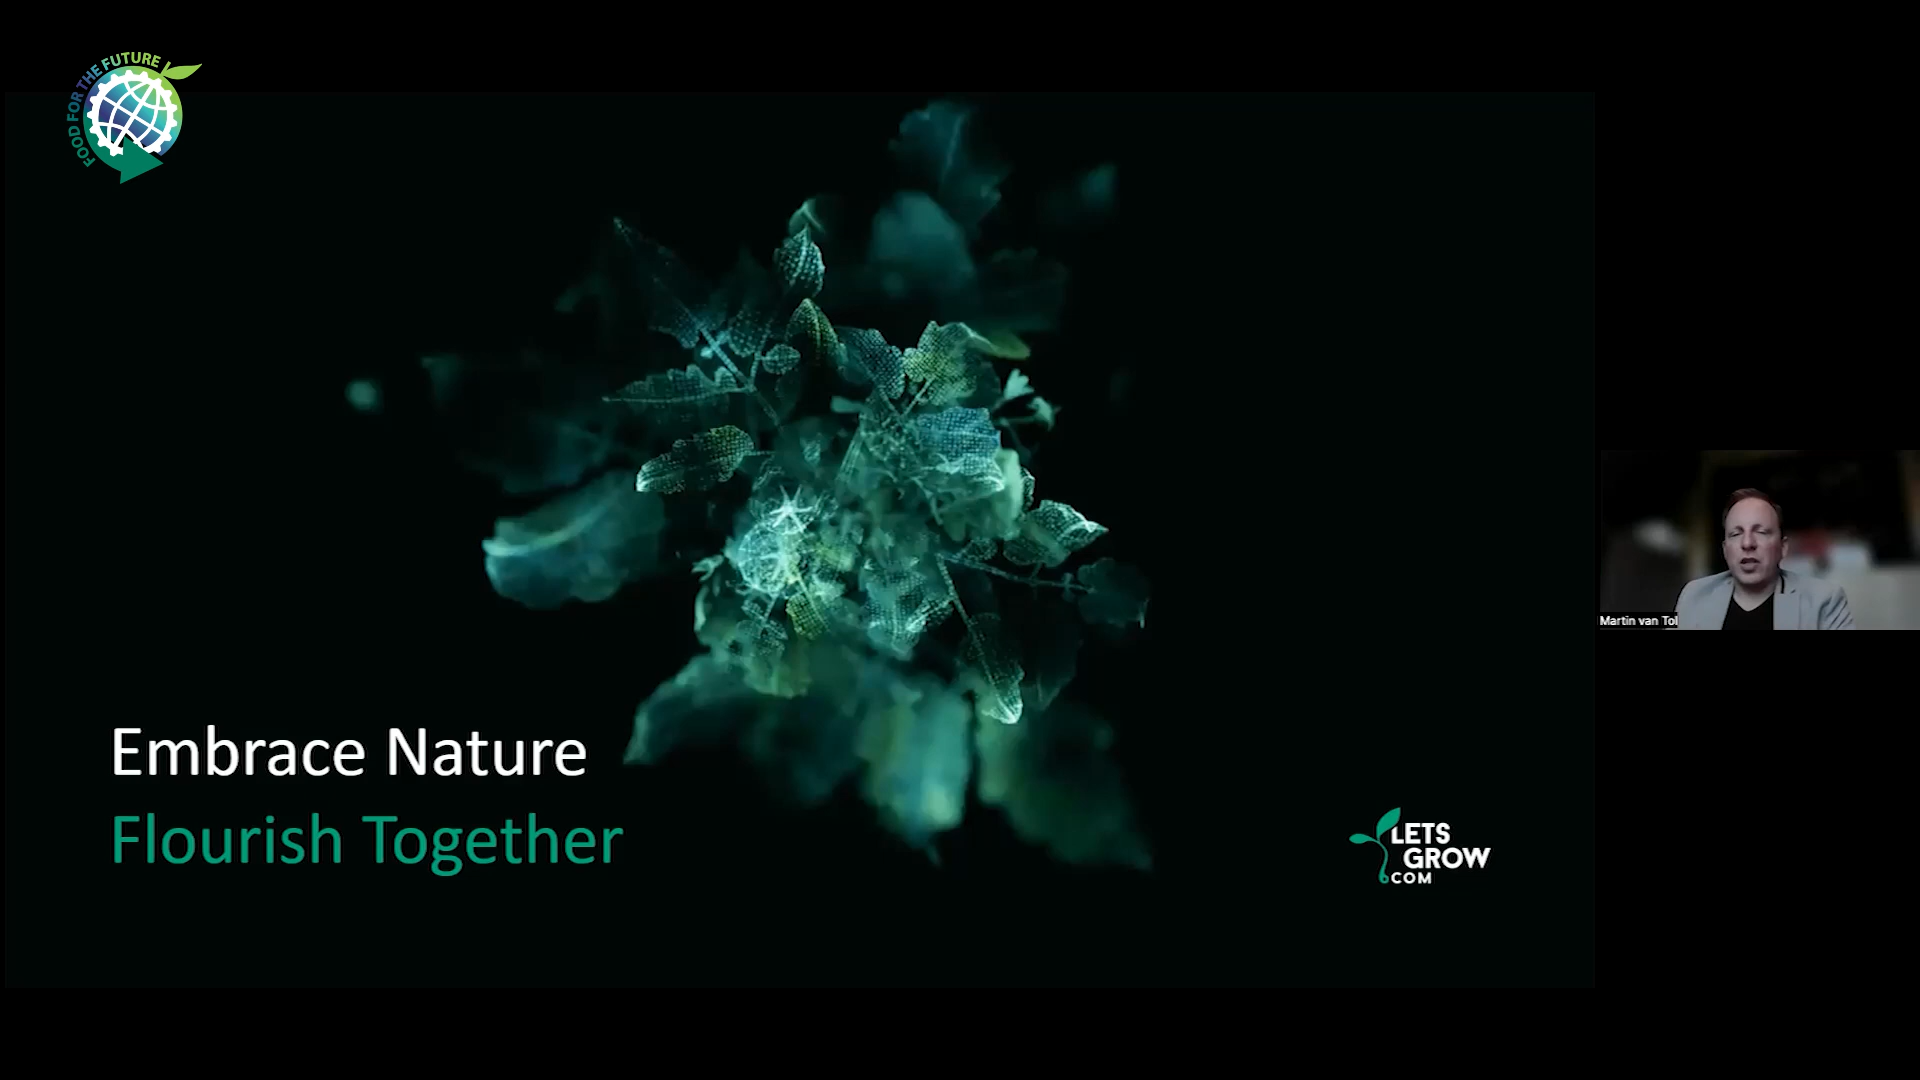 FOOD FOR THE FUTURE
Embrace Nature
Flourish Together
LETS
GROW
.COM
Martin van Tol